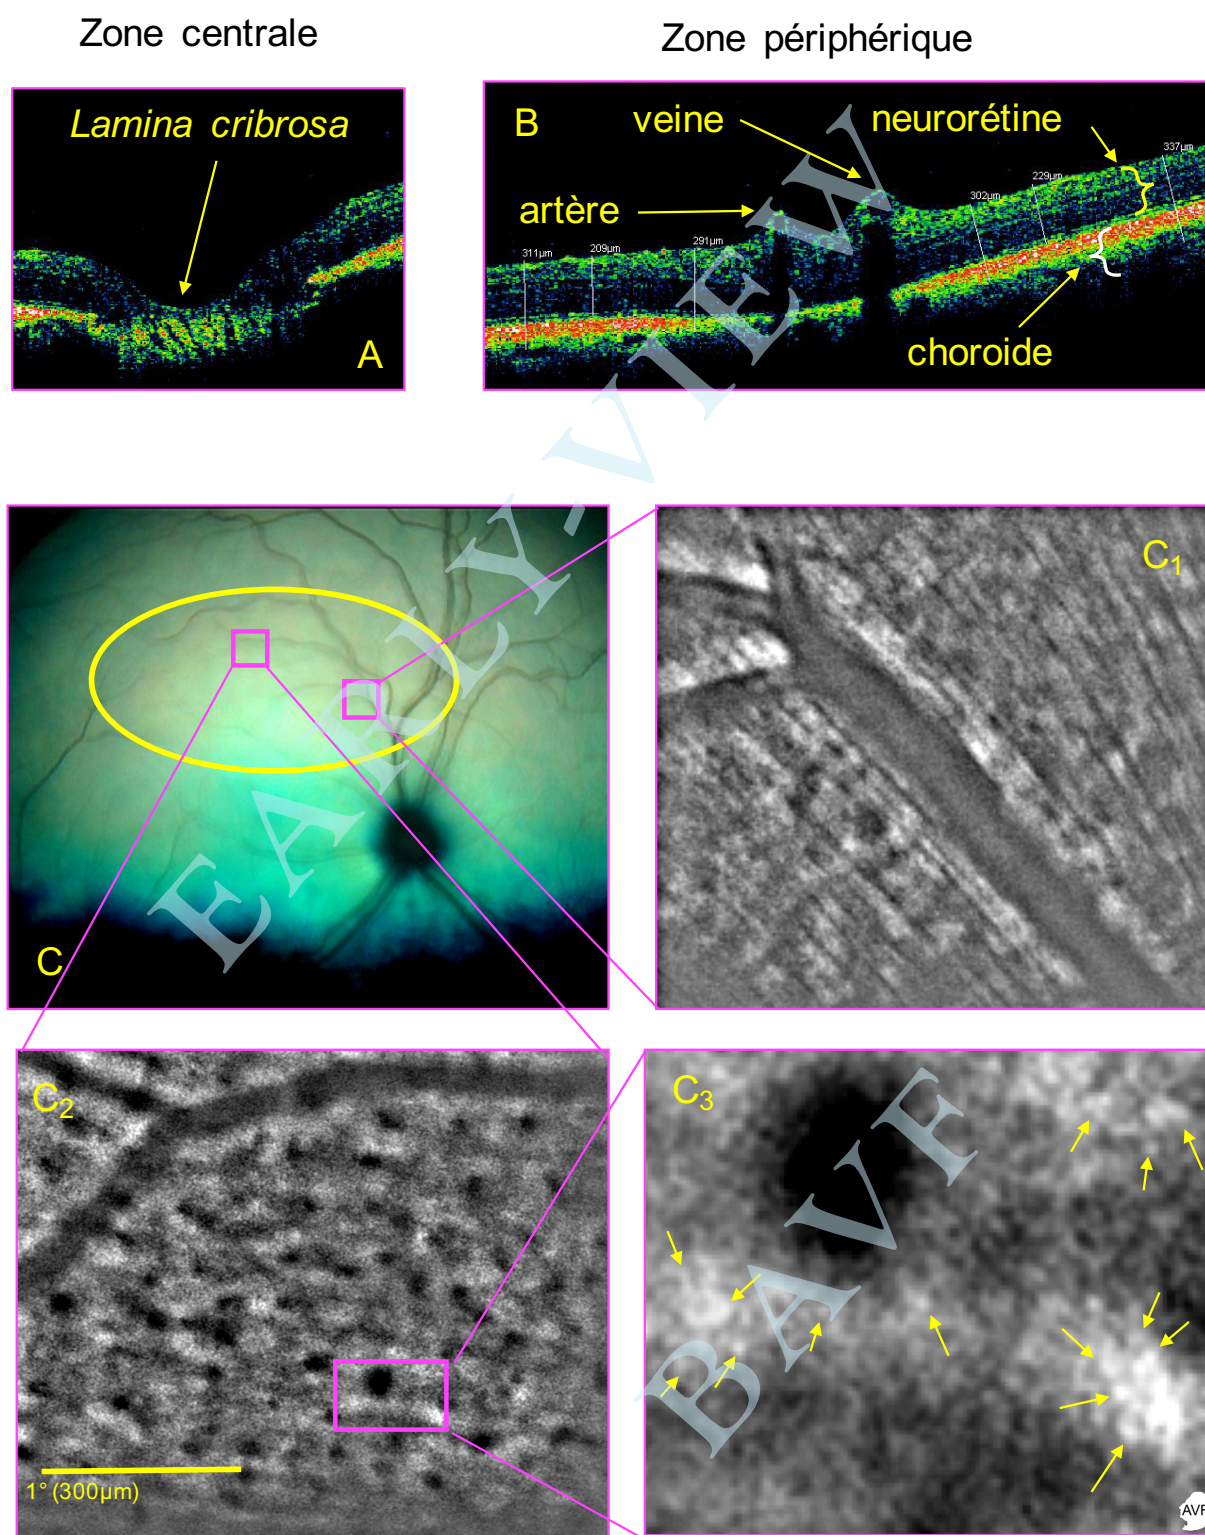 Zone centrale
Zone périphérique
Lamina cribrosa
A
B
veine
neurorétine
artère
choroide
311µm
209µm
291µm
302µm
229µm
337µm
C
C1
C2
1° (300µm)
C3
EARLY-VIEW
BAVF
AVF